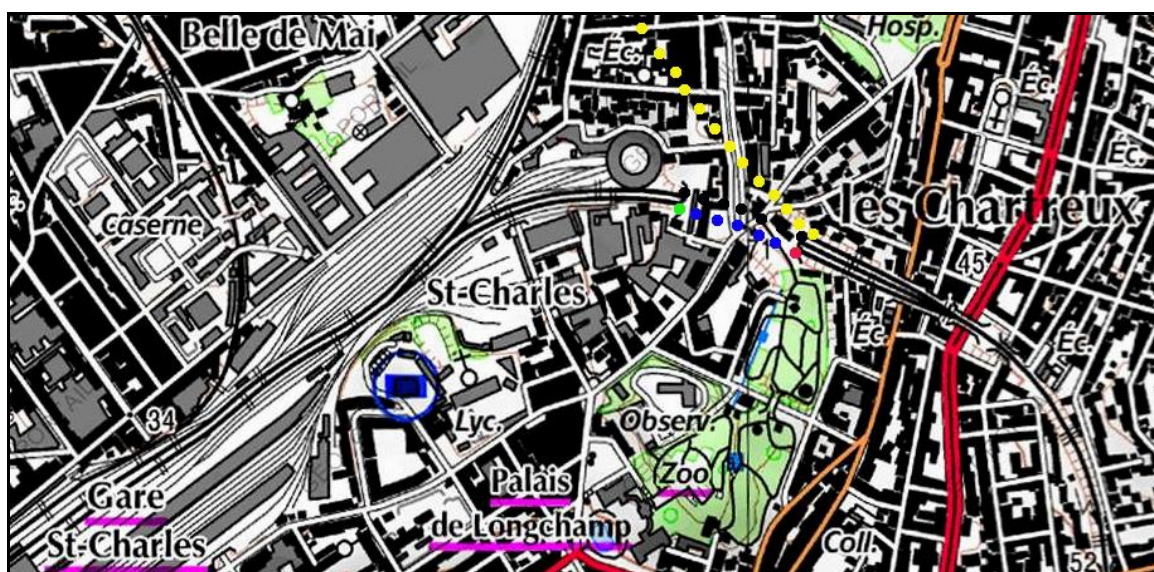 Belle de Mai
Éc.
Hosp.
Éc.
Éc.
Caserne
les Chartreux
45
St-Charles
Éc.
Éc.
34
Lyc.
Observ.
Gare
St-Charles
Palais
de Longchamp
Zoo
Coll.
52